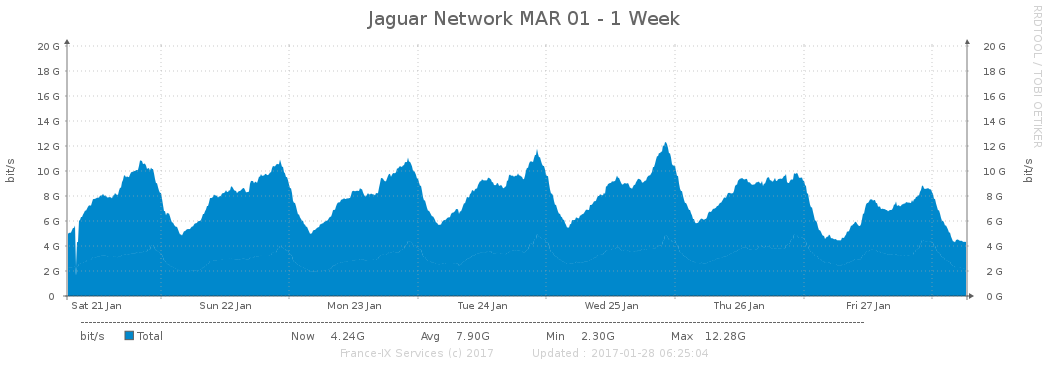 Jaguar Network MAR 01 - 1 Week
RRDTOOL / TOBI OETIKER
bit/s
20 G
18 G
16 G
14 G
12 G
10 G
8 G
6 G
4 G
2 G
0
20 G
18 G
16 G
14 G
12 G
10 G
8 G
6 G
4 G
2 G
0 G
bit/s
Sat 21 Jan Sun 22 Jan Mon 23 Jan Tue 24 Jan Wed 25 Jan Thu 26 Jan Fri 27 Jan
bit/s Total Now 4.24G Avg 7.90G Min 2.30G Max 12.28G
France-IX Services (c) 2017 Updated : 2017-01-28 06:25:04